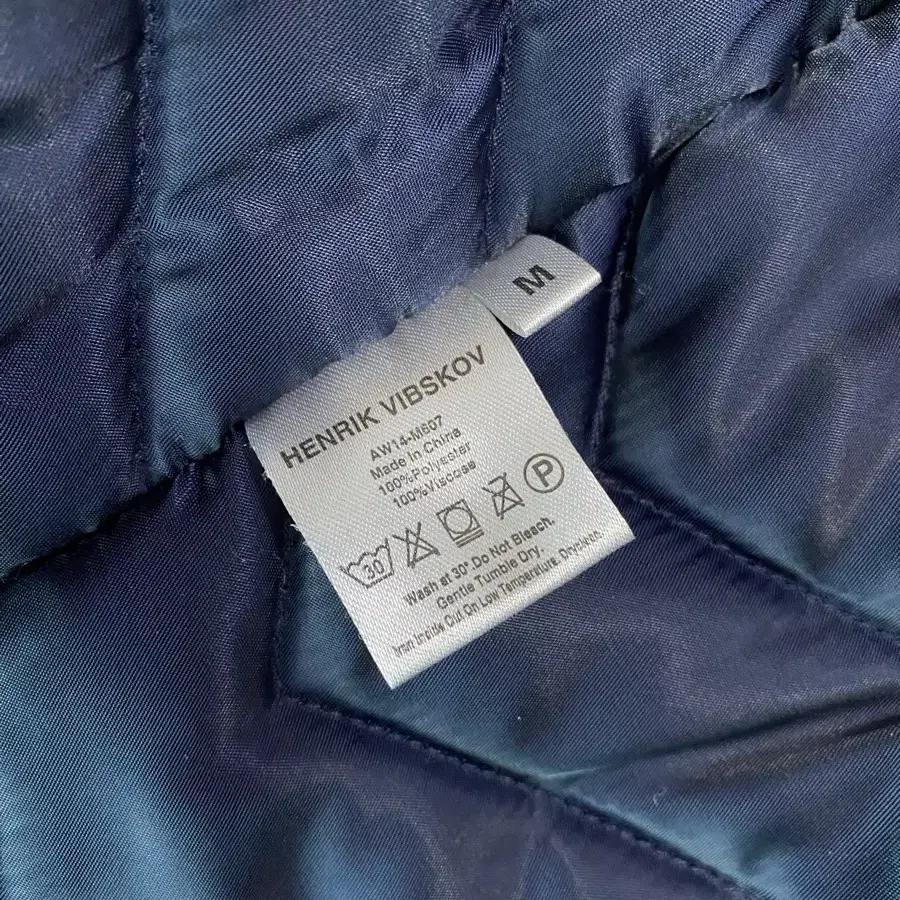 M
HENRIK VIBSKOV
AW14-M607
Made In China
100%Polyester
100%Viscose
30
P
Wash at 30°.Do Not Bleach.
Gentle Tumble Dry.
Iron Inside Out On Low Temperature. Dryclean.